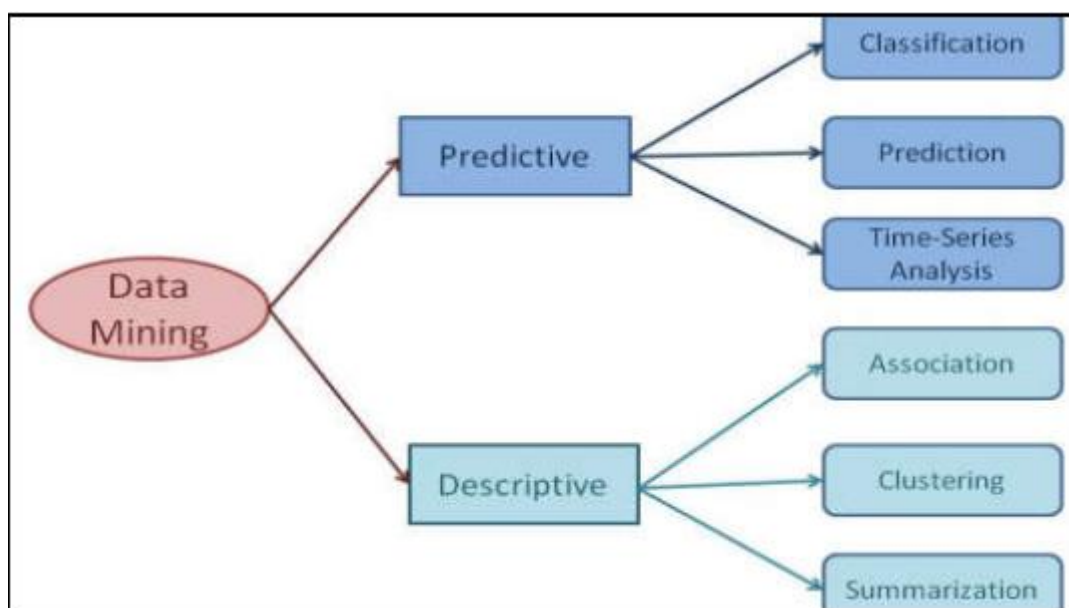 Classification
Predictive
Prediction
Time-Series
Analysis
Data
Mining
Association
Descriptive
Clustering
Summarization